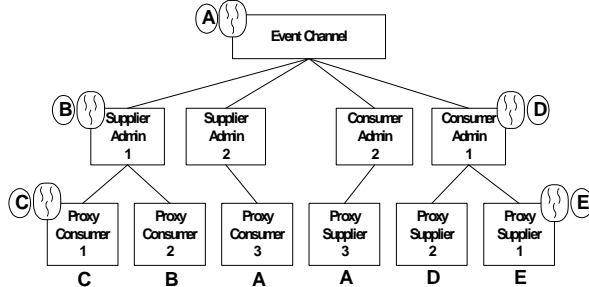 A
Event Channel
B
Supplier
Admin
1
Supplier
Admin
2
Consumer
Admin
2
Consumer
Admin
1
D
C
Proxy
Consumer
1
Proxy
Consumer
2
Proxy
Consumer
3
Proxy
Supplier
3
Proxy
Supplier
2
Proxy
Supplier
1
E
C
B
A
A
D
E